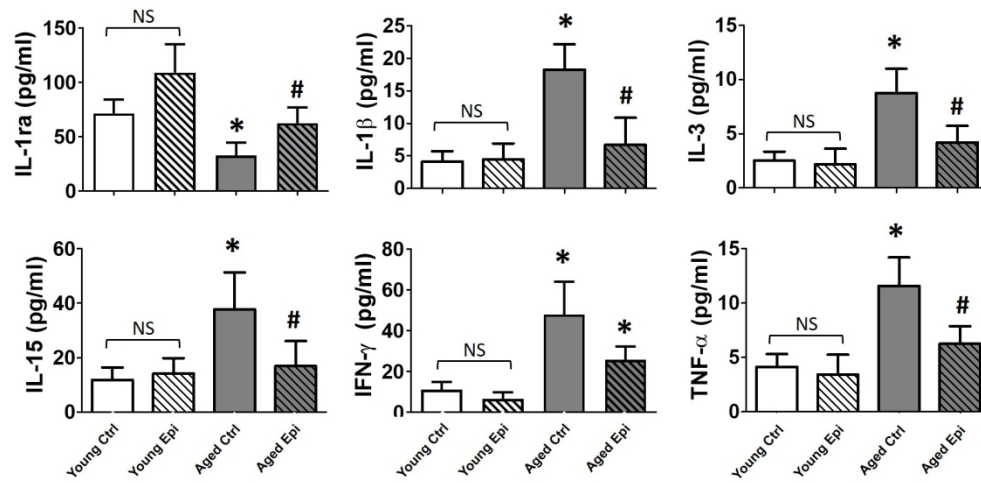 IL-1ra (pg/ml)
150
100
50
0
NS
*
#
IL-1β (pg/ml)
25
20
15
10
5
0
NS
*
#
IL-3 (pg/ml)
15
10
5
0
NS
*
#
IL-15 (pg/ml)
60
40
20
0
NS
*
#
Young Ctrl
Young Epi
Aged Ctrl
Aged Epi
IFN-γ (pg/ml)
80
60
40
20
0
NS
*
*
Young Ctrl
Young Epi
Aged Ctrl
Aged Epi
TNF-α (pg/ml)
15
10
5
0
NS
*
#
Young Ctrl
Young Epi
Aged Ctrl
Aged Epi